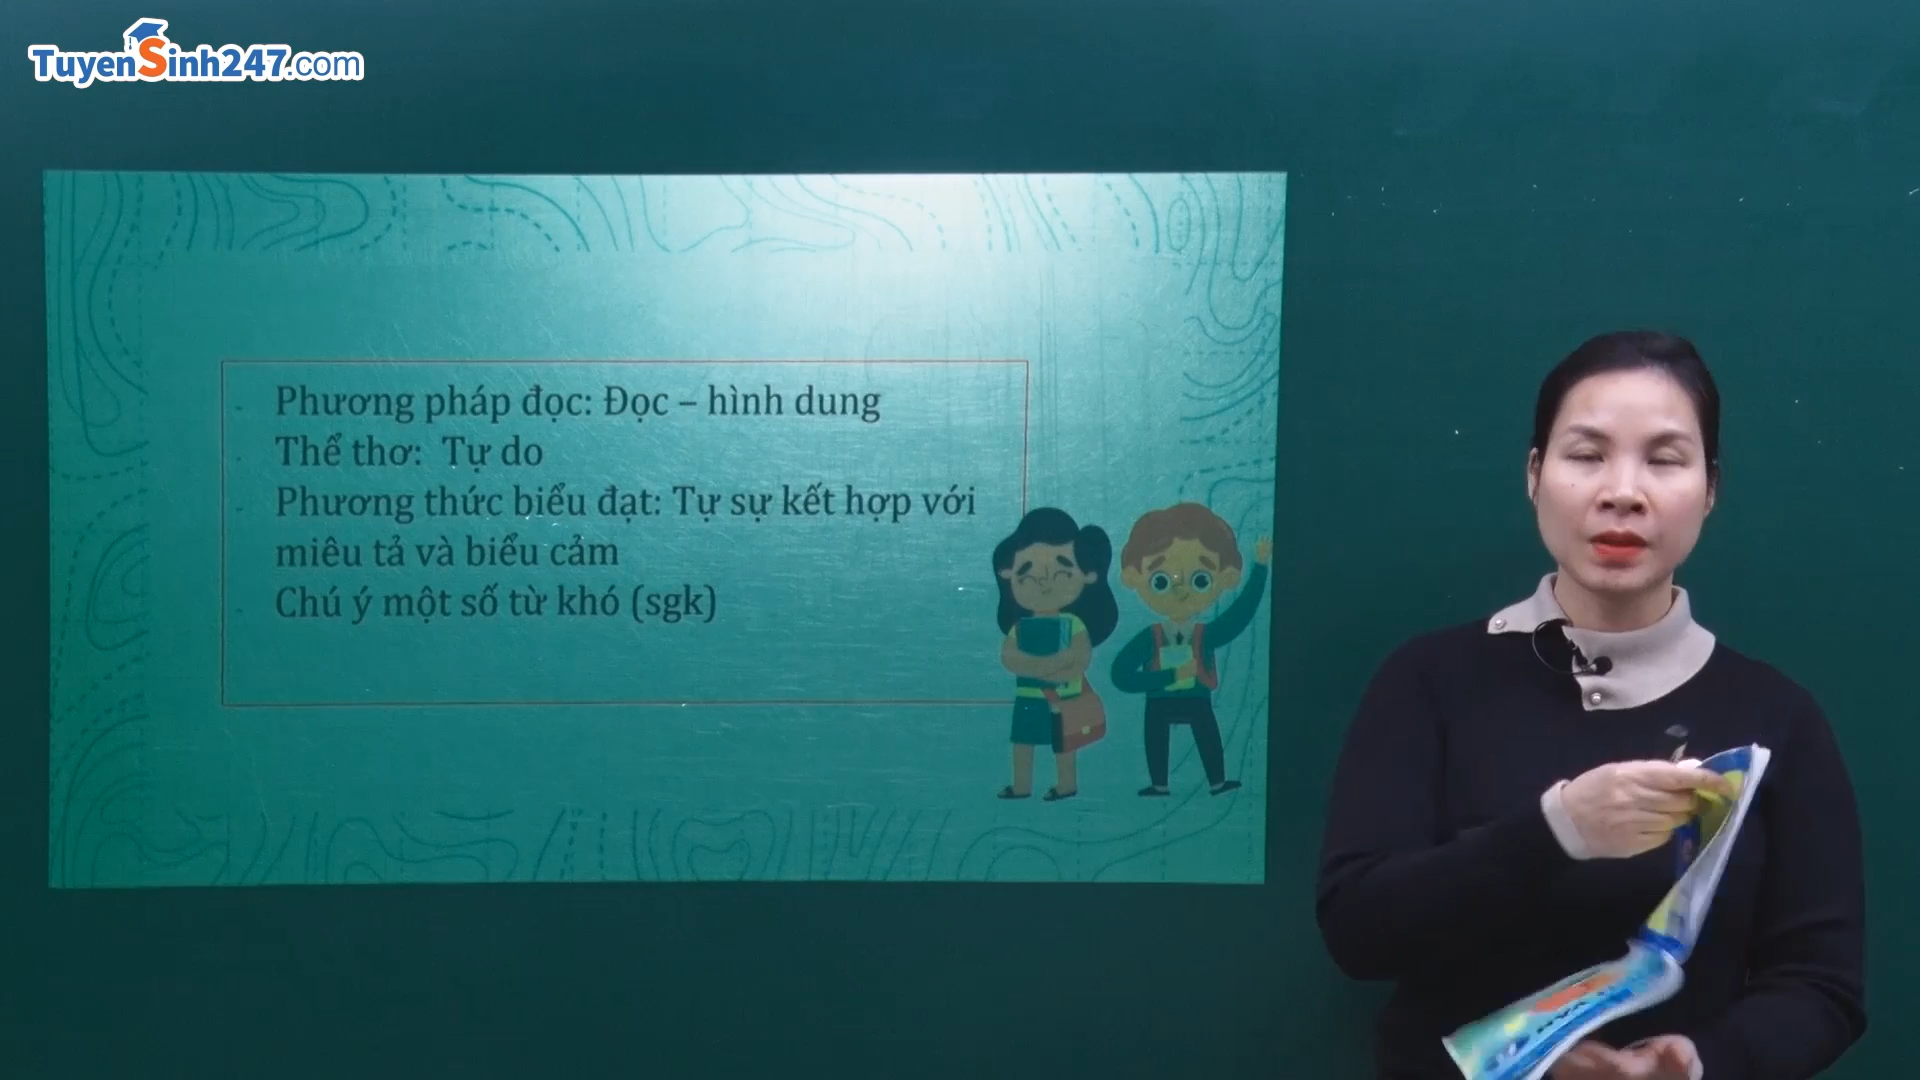 TuyenSinh247.com
- Phương pháp đọc: Đọc – hình dung
- Thể thơ: Tự do
- Phương thức biểu đạt: Tự sự kết hợp với
miêu tả và biểu cảm
- Chú ý một số từ khó (sgk)
VĂN